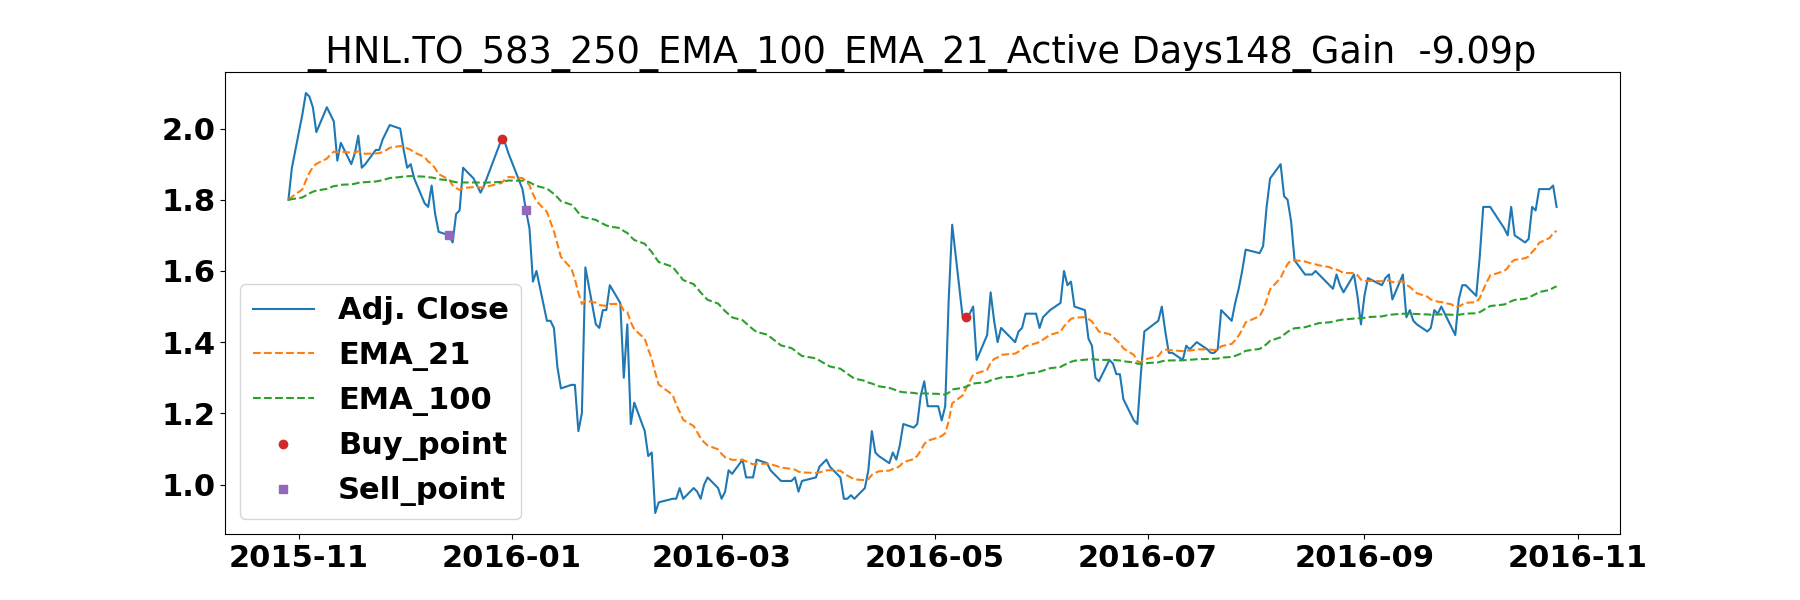 _HNL.TO_583_250_EMA_100_EMA_21_Active Days148_Gain  -9.09p
2.0
1.8
1.6
1.4
1.2
1.0
Adj. Close
EMA_21
EMA_100
Buy_point
Sell_point
2015-11 2016-01 2016-03 2016-05 2016-07 2016-09 2016-11